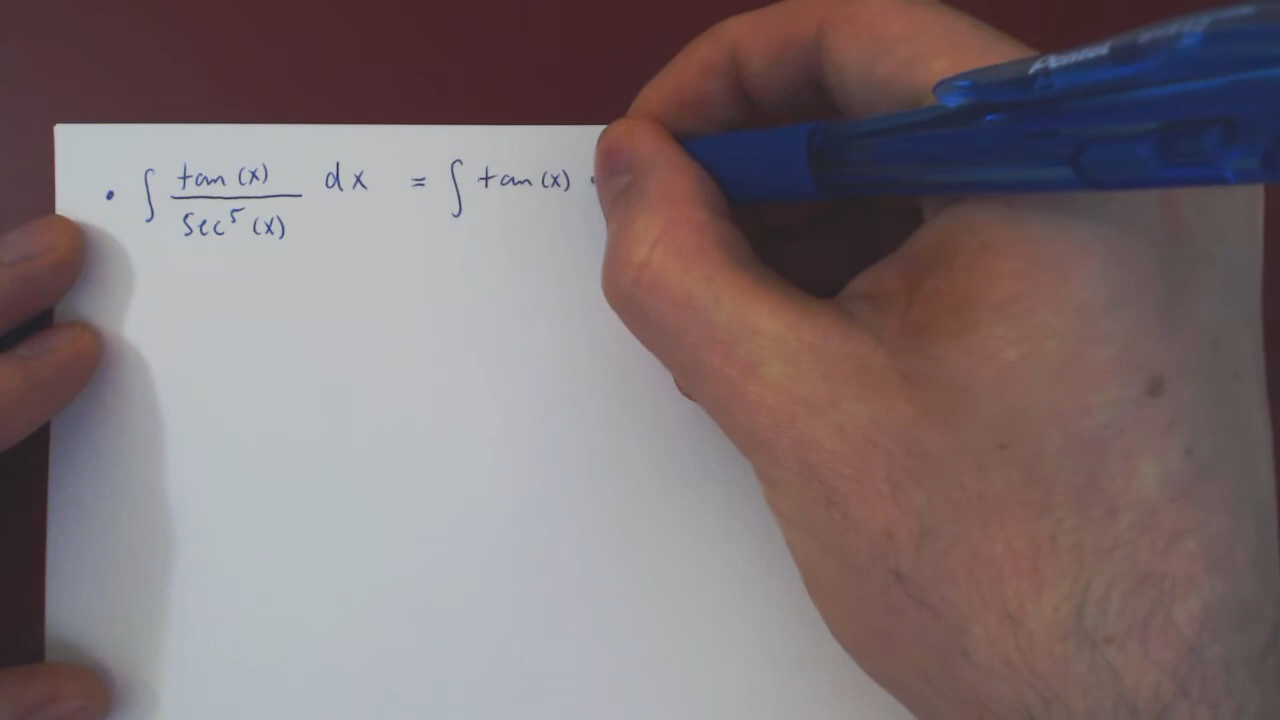 • ∫ tan(x) / sec⁵(x) dx = ∫ tan(x) ·
Pentel